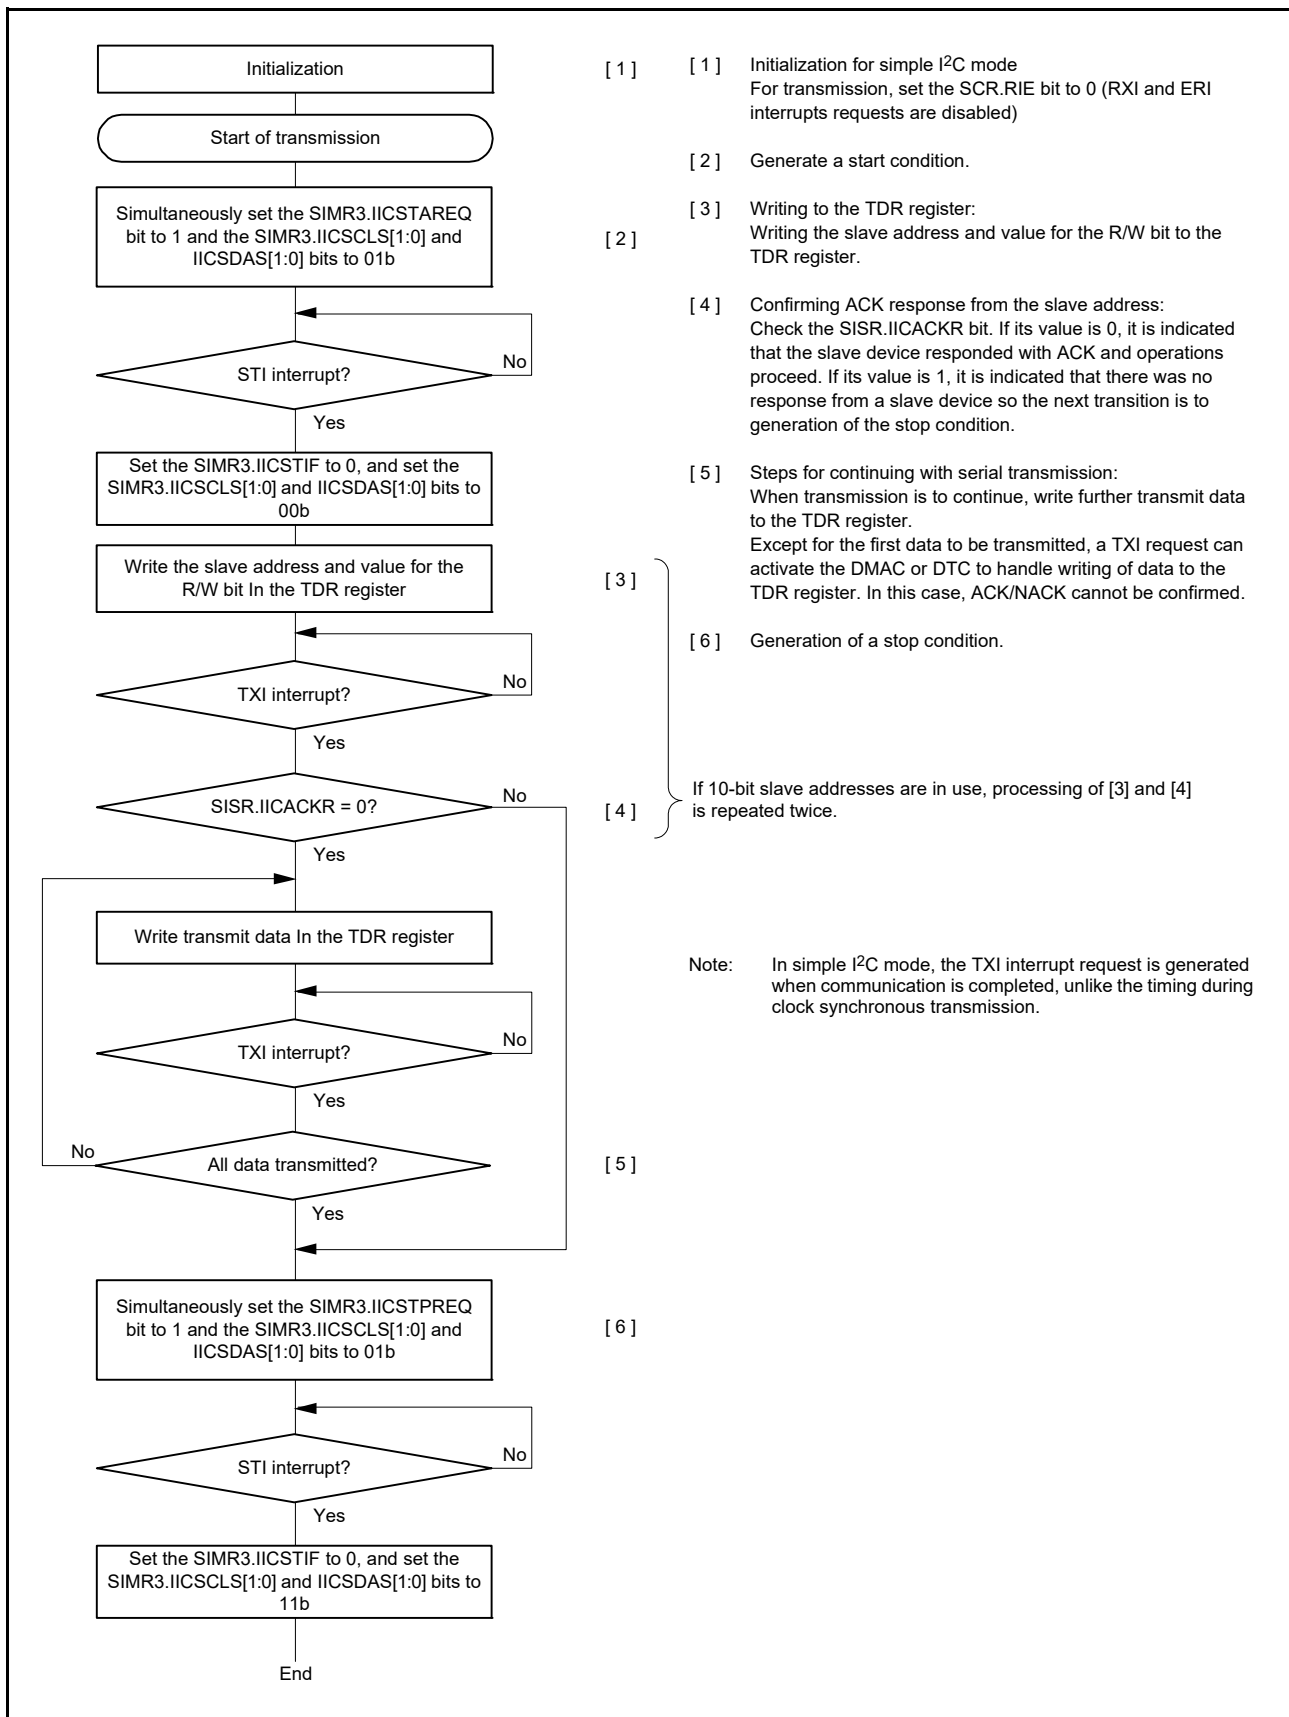 Initialization
[ 1 ]
Start of transmission
Simultaneously set the SIMR3.IICSTAREQ
bit to 1 and the SIMR3.IICSCLS[1:0] and
IICSDAS[1:0] bits to 01b
[ 2 ]
No
STI interrupt?
Yes
Set the SIMR3.IICSTIF to 0, and set the
SIMR3.IICSCLS[1:0] and IICSDAS[1:0] bits to
00b
Write the slave address and value for the
R/W bit In the TDR register
[ 3 ]
No
TXI interrupt?
Yes
No
SISR.IICACKR = 0?
[ 4 ]
Yes
Write transmit data In the TDR register
No
TXI interrupt?
Yes
No
All data transmitted?
[ 5 ]
Yes
Simultaneously set the SIMR3.IICSTPREQ
bit to 1 and the SIMR3.IICSCLS[1:0] and
IICSDAS[1:0] bits to 01b
[ 6 ]
No
STI interrupt?
Yes
Set the SIMR3.IICSTIF to 0, and set the
SIMR3.IICSCLS[1:0] and IICSDAS[1:0] bits to
11b
End
[ 1 ] Initialization for simple I2C mode
For transmission, set the SCR.RIE bit to 0 (RXI and ERI
interrupts requests are disabled)
[ 2 ] Generate a start condition.
[ 3 ] Writing to the TDR register:
Writing the slave address and value for the R/W bit to the
TDR register.
[ 4 ] Confirming ACK response from the slave address:
Check the SISR.IICACKR bit. If its value is 0, it is indicated
that the slave device responded with ACK and operations
proceed. If its value is 1, it is indicated that there was no
response from a slave device so the next transition is to
generation of the stop condition.
[ 5 ] Steps for continuing with serial transmission:
When transmission is to continue, write further transmit data
to the TDR register.
Except for the first data to be transmitted, a TXI request can
activate the DMAC or DTC to handle writing of data to the
TDR register. In this case, ACK/NACK cannot be confirmed.
[ 6 ] Generation of a stop condition.
If 10-bit slave addresses are in use, processing of [3] and [4]
is repeated twice.
Note: In simple I2C mode, the TXI interrupt request is generated
when communication is completed, unlike the timing during
clock synchronous transmission.